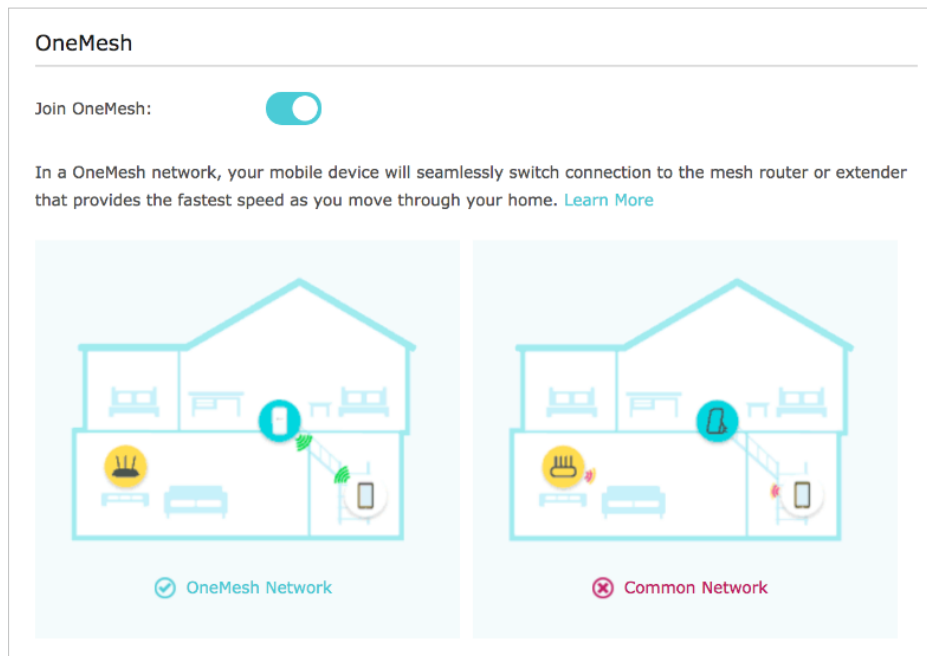 OneMesh
Join OneMesh:
In a OneMesh network, your mobile device will seamlessly switch connection to the mesh router or extender
that provides the fastest speed as you move through your home. Learn More
OneMesh Network
Common Network